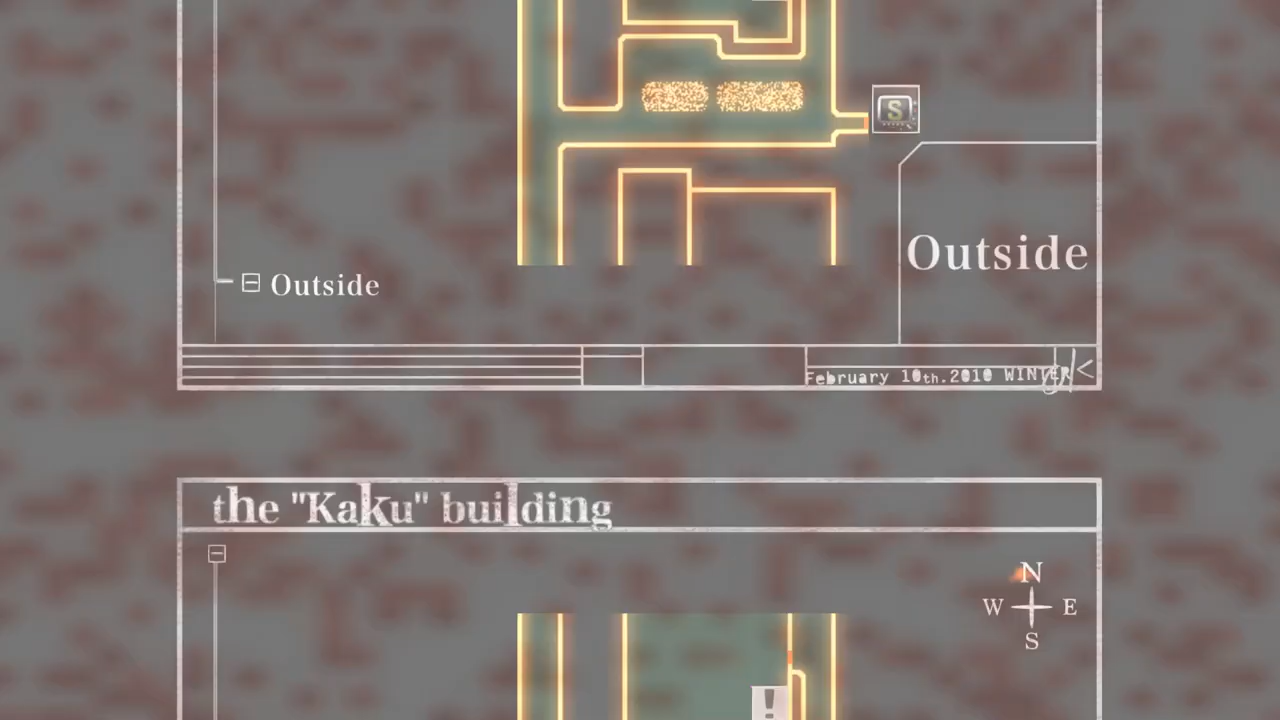 S
Outside
Outside
February 10th.2010 WINTER
the "Kaku" building
N
W E
S
!